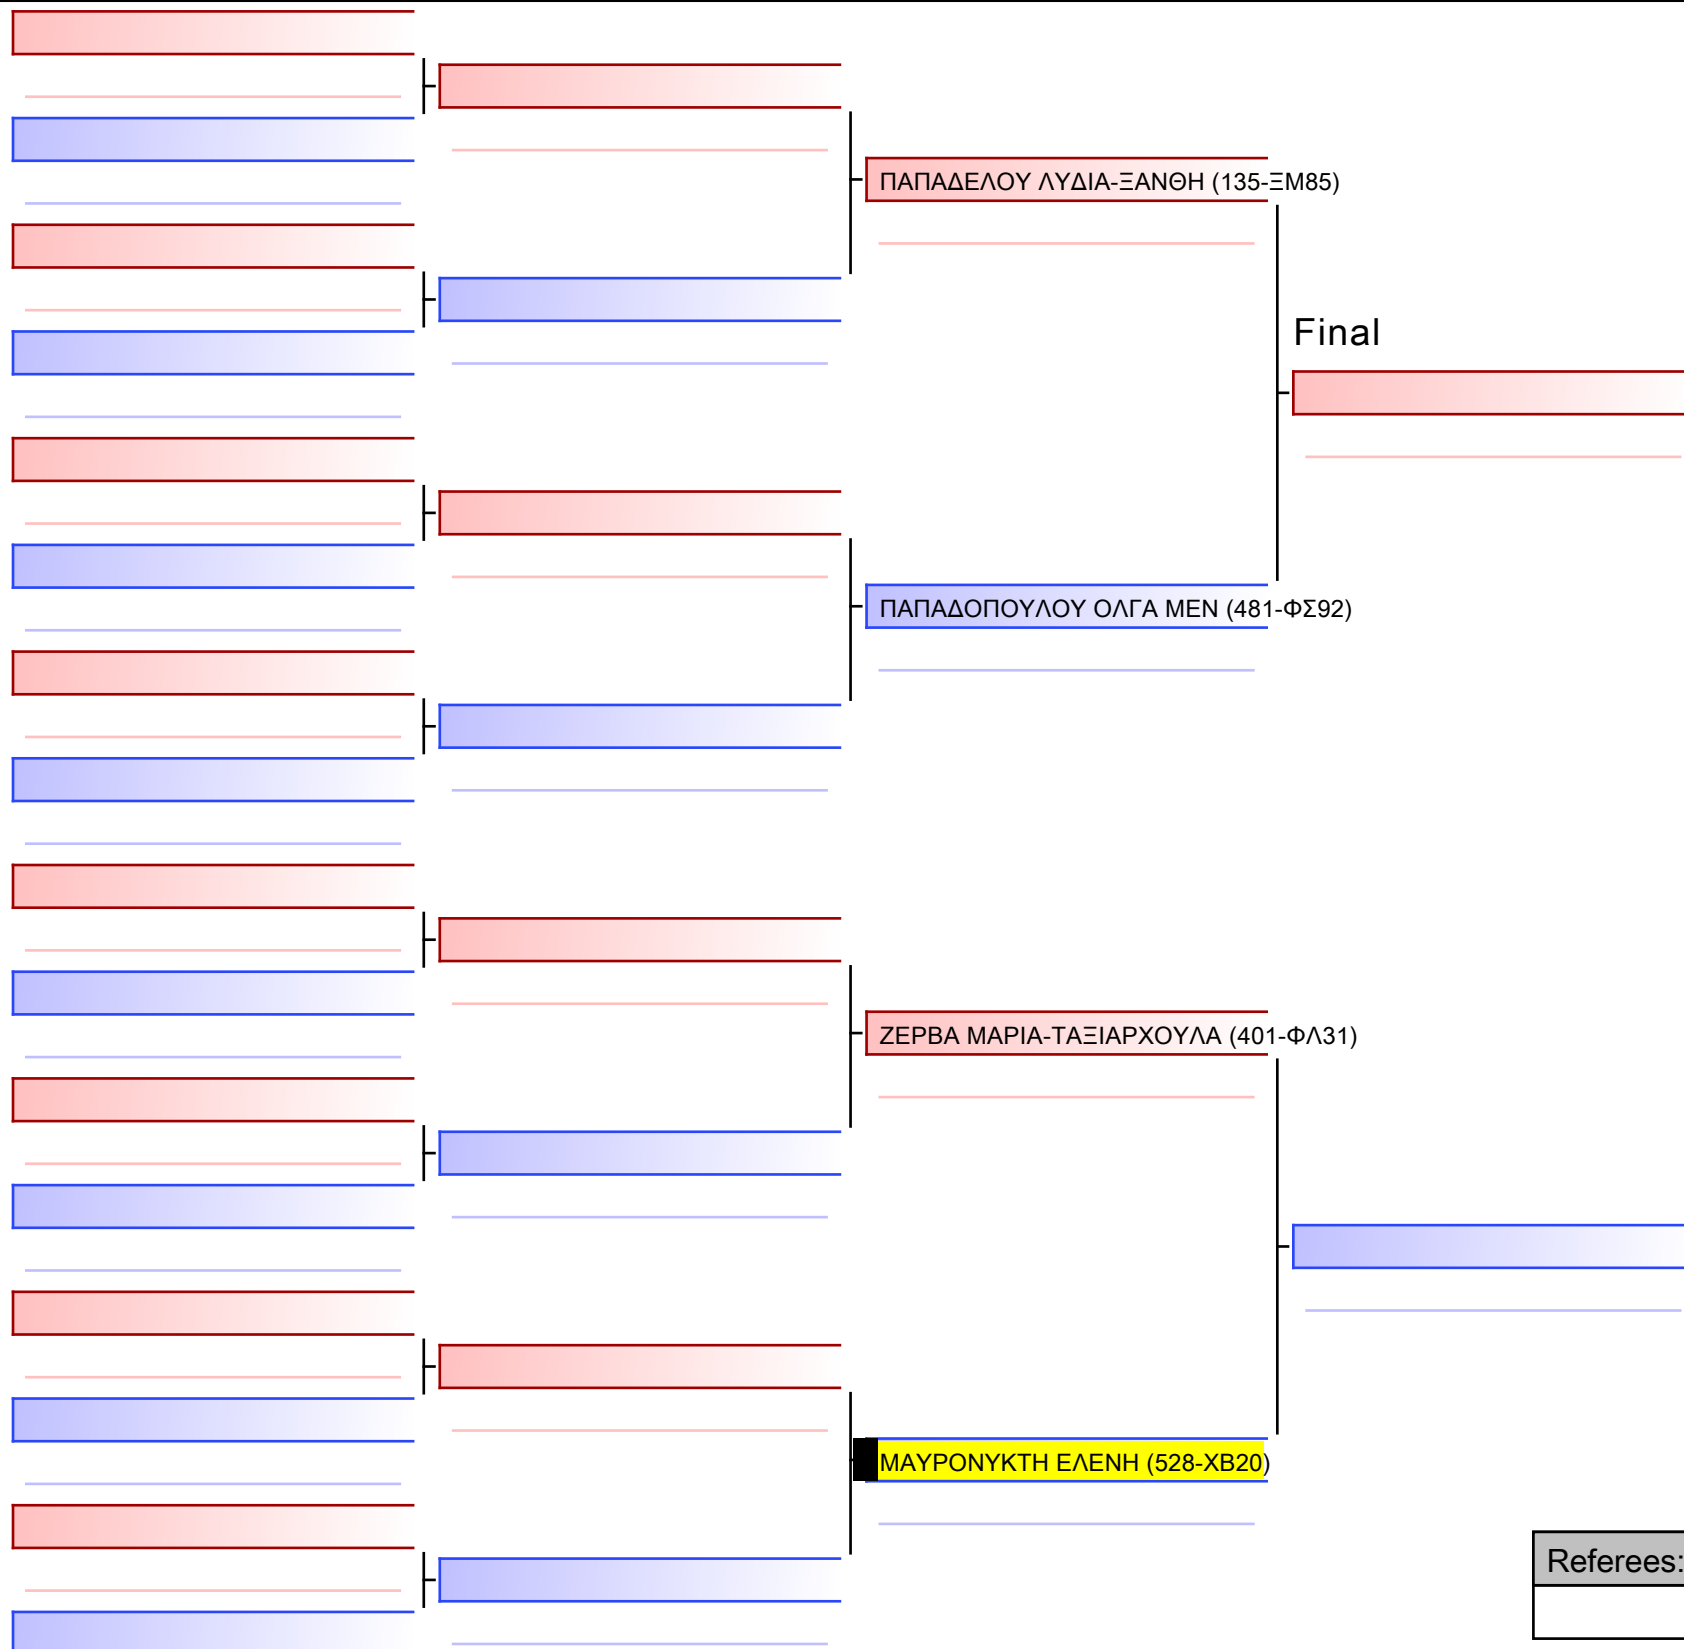 ΠΑΠΑΔΕΛΟΥ ΛΥΔΙΑ-ΞΑΝΘΗ (135-ΞΜ85)
Final
ΠΑΠΑΔΟΠΟΥΛΟΥ ΟΛΓΑ ΜΕΝ (481-ΦΣ92)
ΖΕΡΒΑ ΜΑΡΙΑ-ΤΑΞΙΑΡΧΟΥΛΑ (401-ΦΛ31)
ΜΑΥΡΟΝΥΚΤΗ ΕΛΕΝΗ (528-ΧΒ20)
Referees: